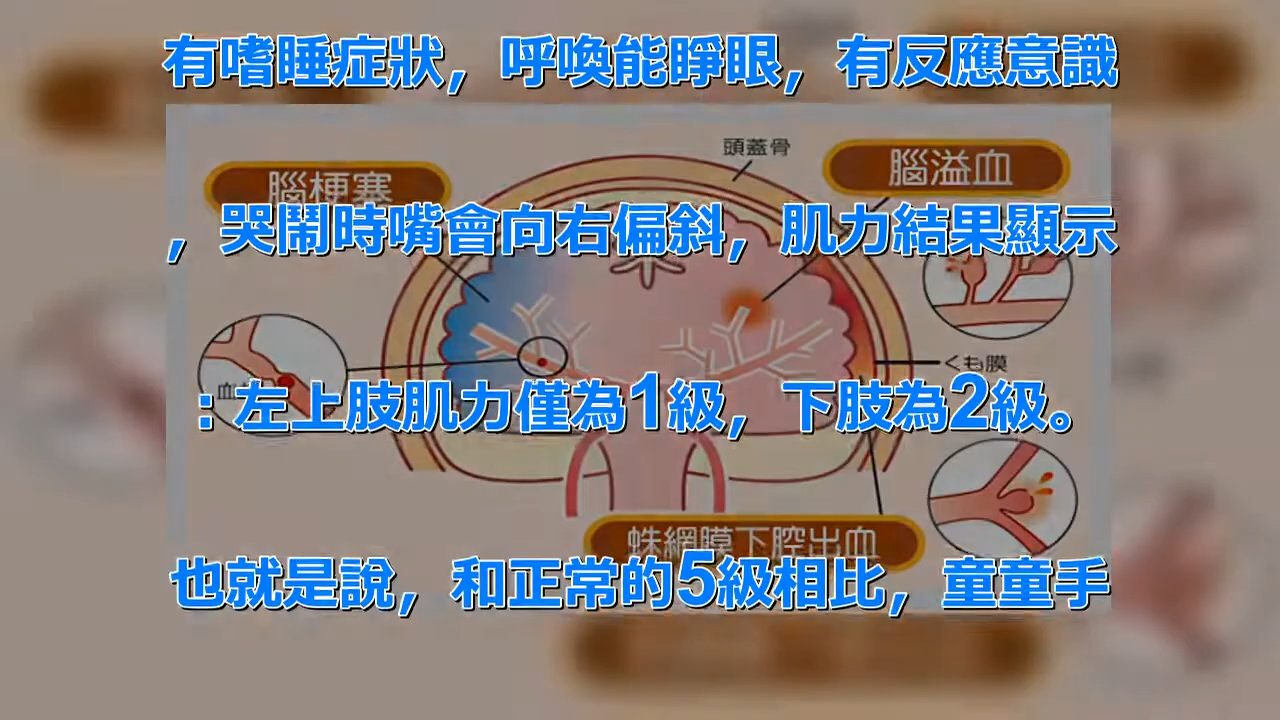 有嗜睡症狀，呼喚能睜眼，有反應意識
頭蓋骨
腦溢血
腦梗塞
，哭鬧時嘴會向右偏斜，肌力結果顯示
くも膜
血
：左上肢肌力僅為1級，下肢為2級。
蛛網膜下腔出血
也就是說，和正常的5級相比，童童手